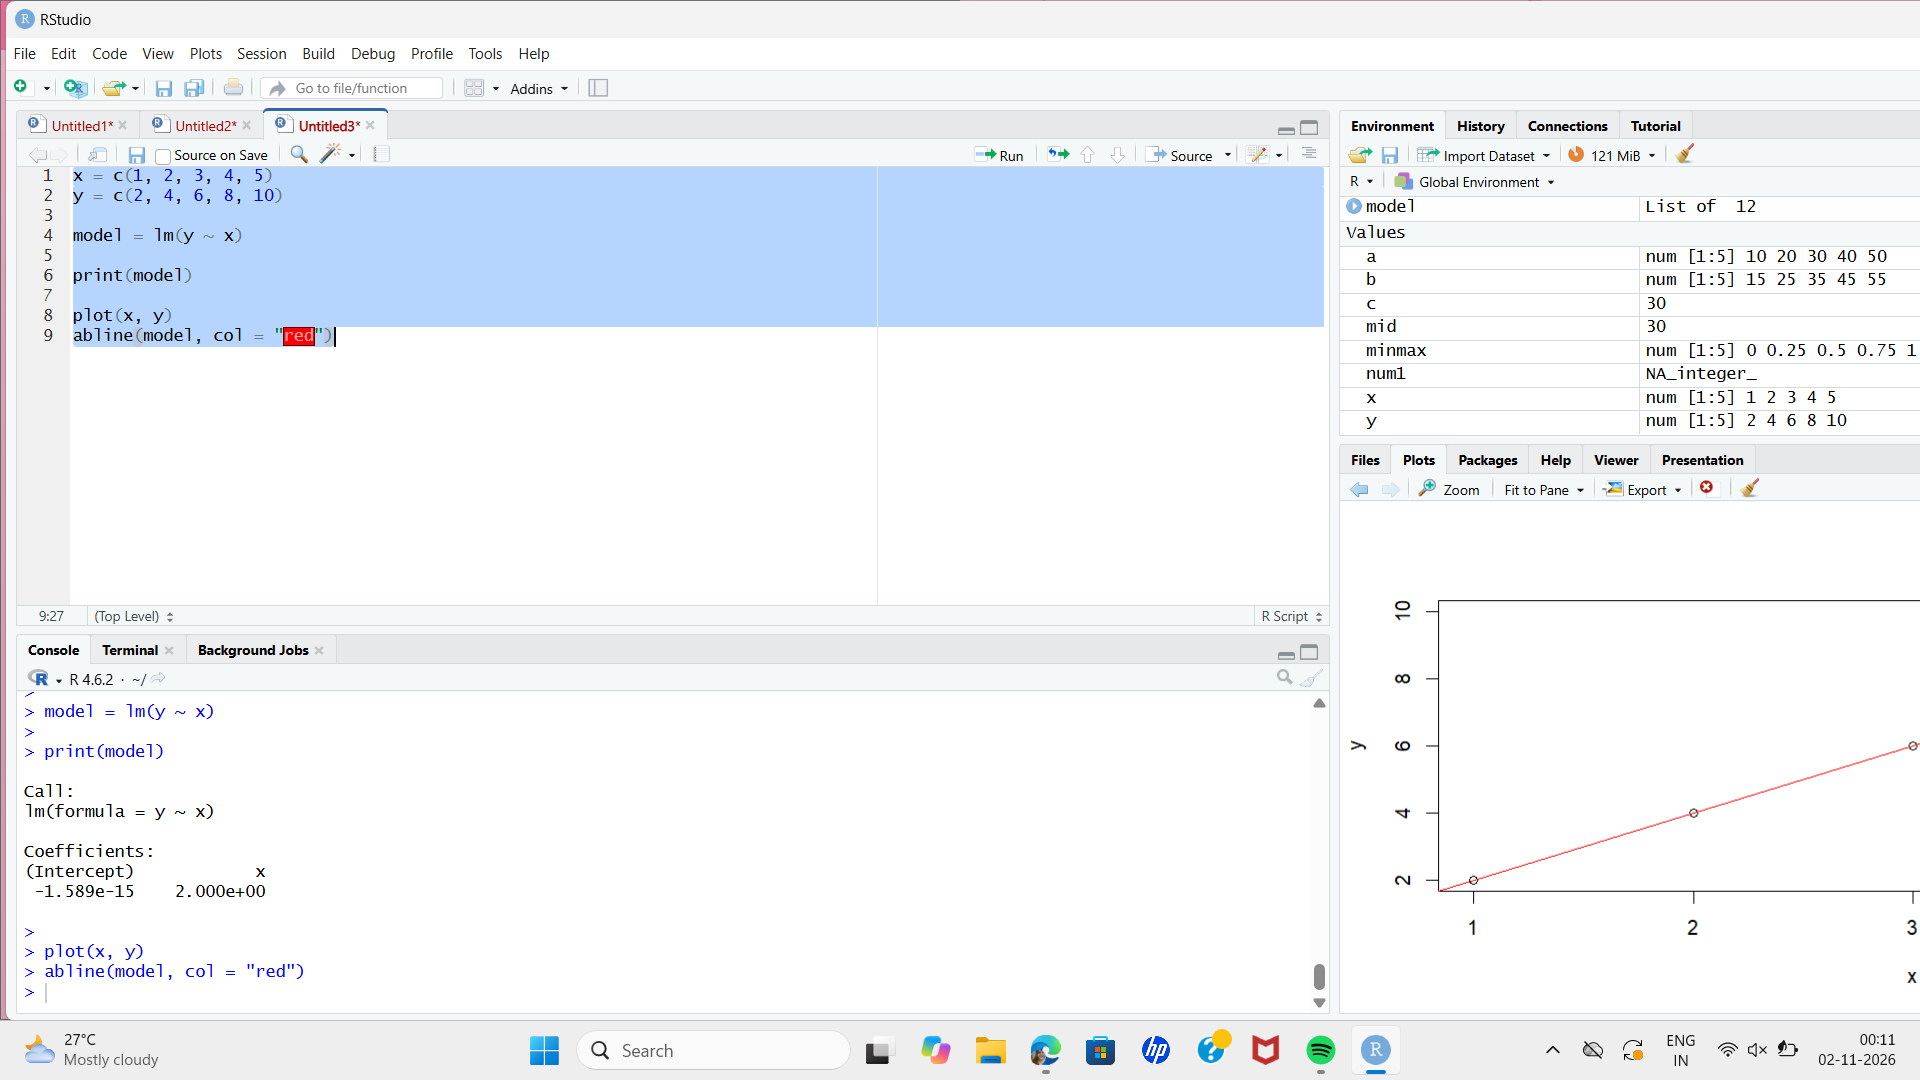 RStudio
File Edit Code View Plots Session Build Debug Profile Tools Help
Go to file/function Addins
Untitled1* Untitled2* Untitled3*
Source on Save Run Source
1 x = c(1, 2, 3, 4, 5)
2 y = c(2, 4, 6, 8, 10)
3
4 model = lm(y ~ x)
5
6 print(model)
7
8 plot(x, y)
9 abline(model, col = "red")
9:27 (Top Level) R Script
Console Terminal Background Jobs
R 4.6.2 · ~/
> model = lm(y ~ x)
>
> print(model)
Call:
lm(formula = y ~ x)
Coefficients:
(Intercept) x
-1.589e-15 2.000e+00
>
> plot(x, y)
> abline(model, col = "red")
>
Environment History Connections Tutorial
Import Dataset 121 MiB
R Global Environment
model List of 12
Values
a num [1:5] 10 20 30 40 50
b num [1:5] 15 25 35 45 55
c 30
mid 30
minmax num [1:5] 0 0.25 0.5 0.75 1
num1 NA_integer_
x num [1:5] 1 2 3 4 5
y num [1:5] 2 4 6 8 10
Files Plots Packages Help Viewer Presentation
Zoom Fit to Pane Export
10
8
y 6
4
2
1 2 3
x
27°C
Mostly cloudy
Search
hp
ENG
IN
00:11
02-11-2026